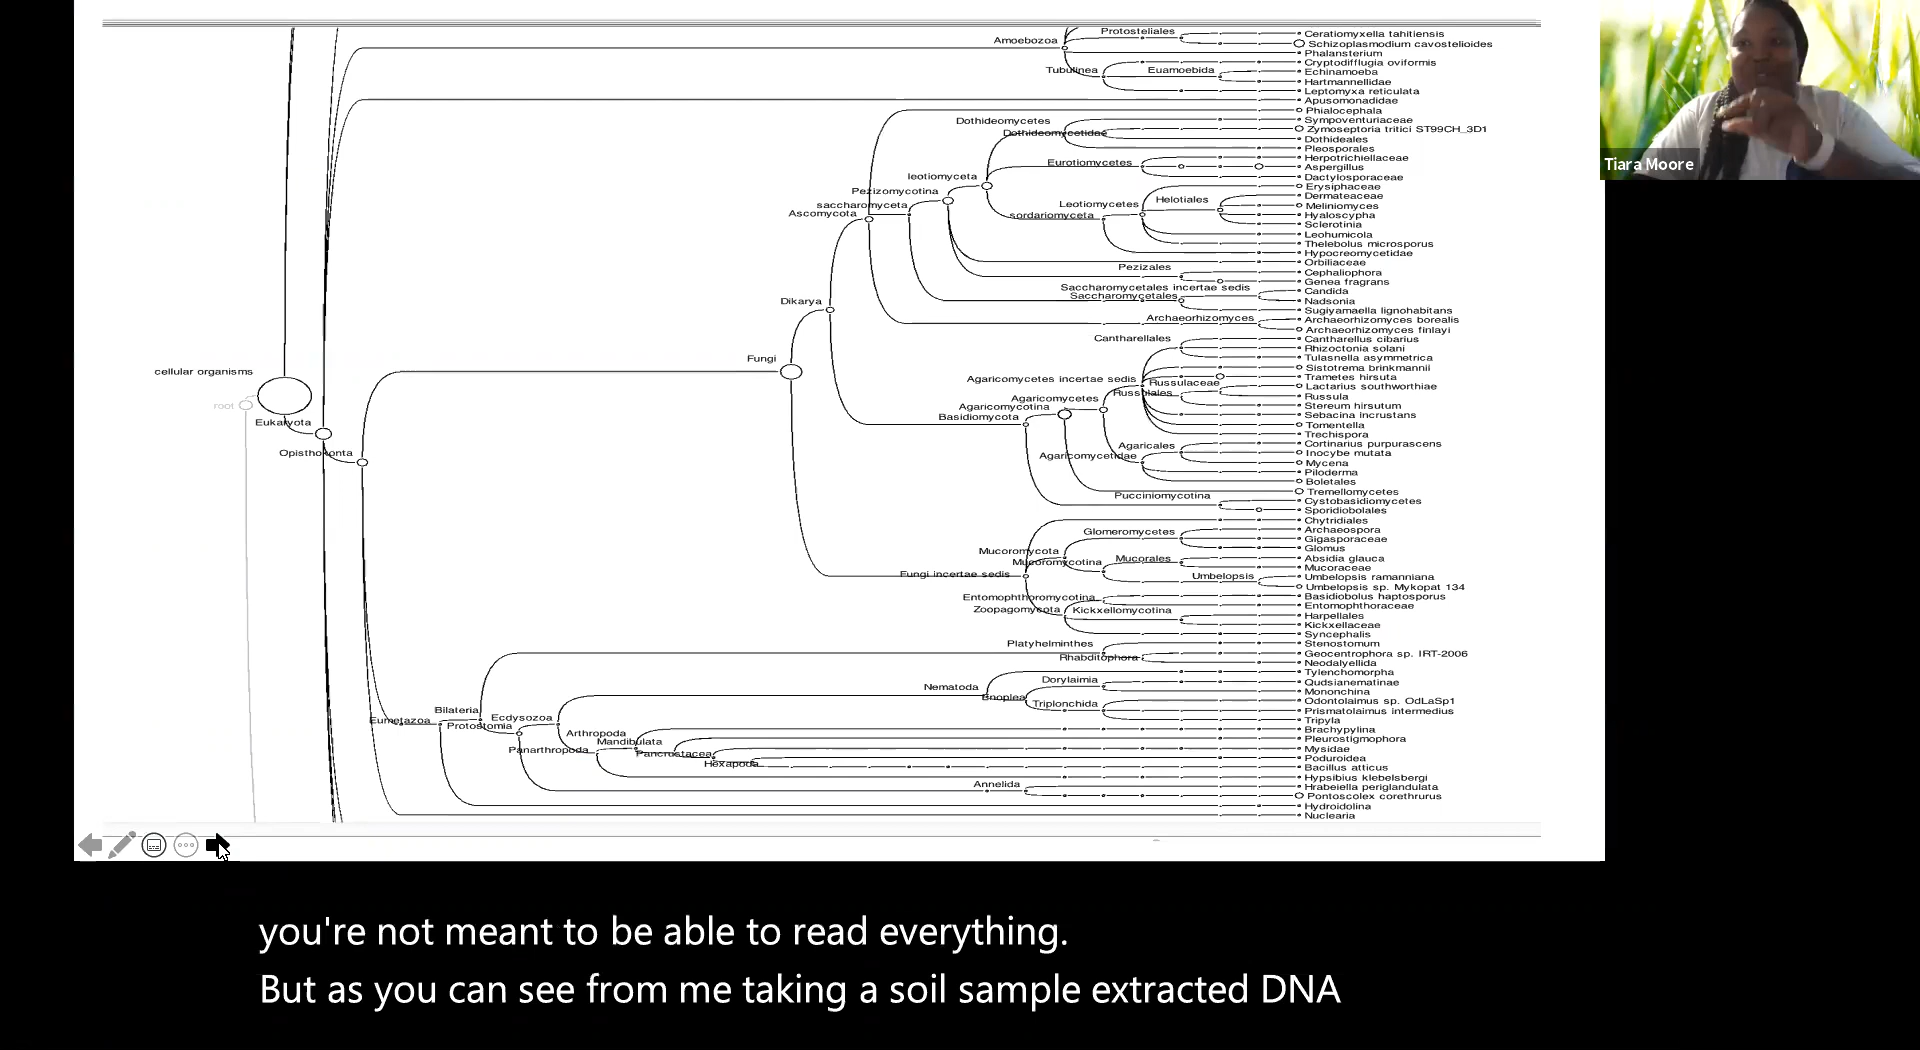 Amoebozoa
Protosteliales
Tubulinea
Euamoebida
Ceratiomyxella tahitiensis
Schizoplasmodium cavostelioides
Phalansterium
Cryptodifflugia oviformis
Echinamoeba
Hartmannellidae
Leptomyxa reticulata
Apusomonadidae
Phialocephala
Sympoventuriaceae
Zymoseptoria tritici ST99CH_3D1
Dothideales
Pleosporales
Herpotrichiellaceae
Aspergillus
Dactylosporaceae
Erysiphaceae
Dermateaceae
Meliniomyces
Hyaloscypha
Sclerotinia
Leohumicola
Thelebolus microsporus
Hypocreomycetidae
Orbiliaceae
Cephaliophora
Genea fragrans
Candida
Nadsonia
Sugiyamaella lignohabitans
Archaeorhizomyces borealis
Archaeorhizomyces finlayi
Cantharellus cibarius
Rhizoctonia solani
Tulasnella asymmetrica
Sistotrema brinkmannii
Trametes hirsuta
Lactarius southworthiae
Russula
Stereum hirsutum
Sebacina incrustans
Tomentella
Trechispora
Cortinarius purpurascens
Inocybe mutata
Mycena
Piloderma
Boletales
Tremellomycetes
Cystobasidiomycetes
Sporidiobolales
Chytridiales
Archaeospora
Gigasporaceae
Glomus
Absidia glauca
Mucoraceae
Umbelopsis ramanniana
Umbelopsis sp. Mykopat 134
Basidiobolus haptosporus
Entomophthoraceae
Harpellales
Kickxellaceae
Syncephalis
Stenostomum
Geocentrophora sp. IRT-2006
Neodalyellida
Tylenchomorpha
Qudsianematinae
Mononchina
Odontolaimus sp. OdLaSp1
Prismatolaimus intermedius
Tripyla
Brachypylina
Pleurostigmophora
Mysidae
Poduroidea
Bacillus atticus
Hypsibius klebelsbergi
Hrabeiella periglandulata
Pontoscolex corethrurus
Hydroidolina
Nuclearia
Dothideomycetes
Dothideomycetidae
Eurotiomycetes
leotiomyceta
Pezizomycotina
saccharomyceta
Ascomycota
Leotiomycetes
Helotiales
sordariomyceta
Pezizales
Saccharomycetales incertae sedis
Saccharomycetales
Dikarya
Archaeorhizomyces
Cantharellales
Fungi
cellular organisms
root
Eukaryota
Opisthokonta
Agaricomycetes incertae sedis
Russulaceae
Russulales
Agaricomycetes
Agaricomycotina
Basidiomycota
Agaricales
Agaricomycetidae
Pucciniomycotina
Glomeromycetes
Mucoromycota
Mucoromycotina
Mucorales
Fungi incertae sedis
Umbelopsis
Entomophthoromycotina
Zoopagomycota
Kickxellomycotina
Platyhelminthes
Rhabditophora
Nematoda
Dorylaimia
Enoplea
Triplonchida
Bilateria
Eumetazoa
Protostomia
Ecdysozoa
Arthropoda
Mandibulata
Panarthropoda
Pancrustacea
Hexapoda
Annelida
Tiara Moore
you're not meant to be able to read everything.
But as you can see from me taking a soil sample extracted DNA